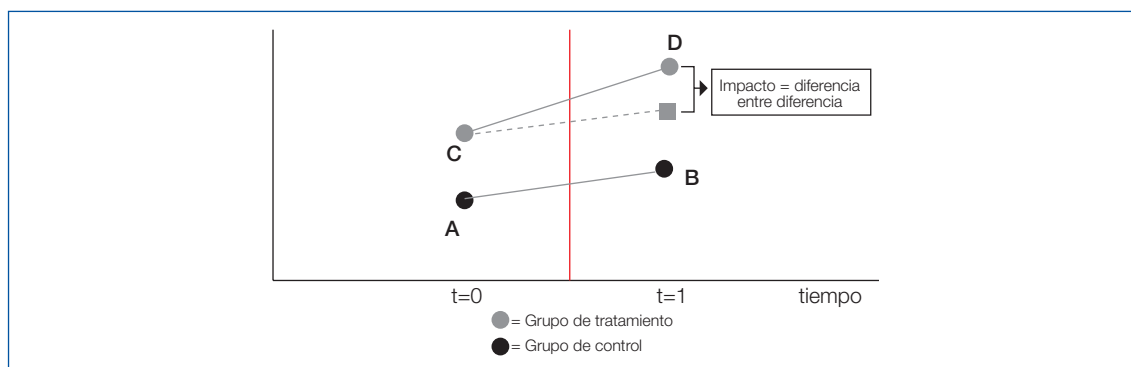 D
Impacto = diferencia
entre diferencia
C
B
A
t=0 t=1 tiempo
= Grupo de tratamiento
= Grupo de control